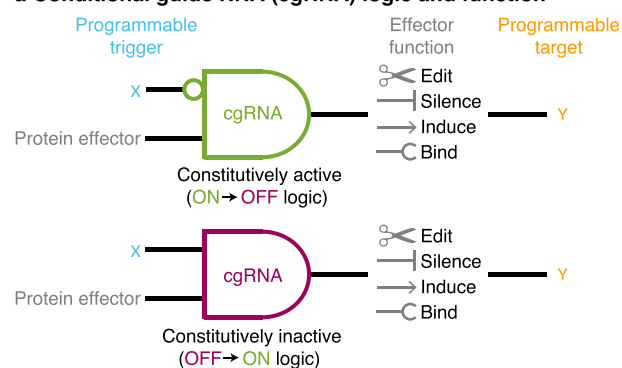 a Conditional guide RNA (cgRNA) logic and function
Programmable trigger
Effector function
Programmable target
X
Protein effector
cgRNA
Constitutively active
(ON→OFF logic)
Edit
Silence
Induce
Bind
Y
X
Protein effector
cgRNA
Constitutively inactive
(OFF→ON logic)
Edit
Silence
Induce
Bind
Y